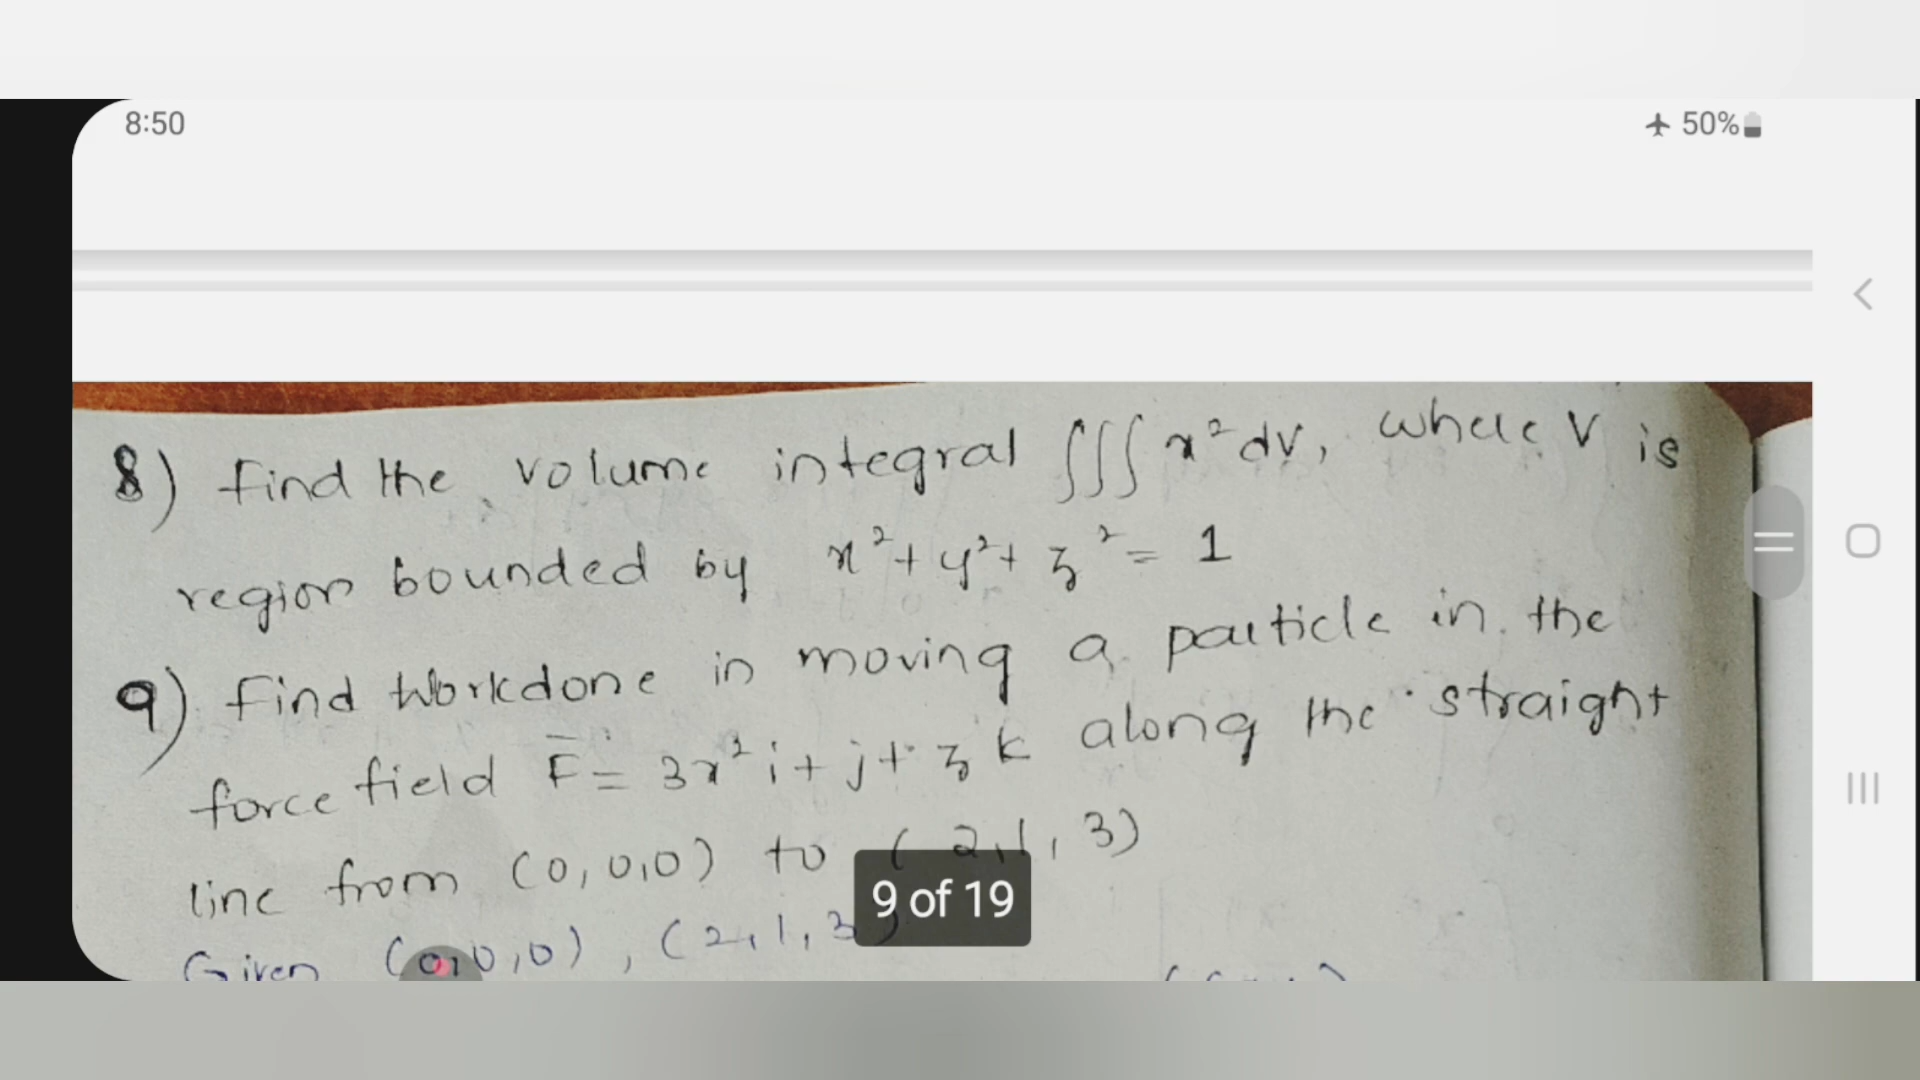 8:50
50%
8) find the volume integral ∫∫∫ x² dv, where V is
region bounded by x²+y²+z²=1
9) Find Workdone in moving a particle in the
force field F̄ = 3x² i + j + z k along the straight
line from (0,0,0) to (2,1,3)
9 of 19
Given (0,0,0), (2,1,3)